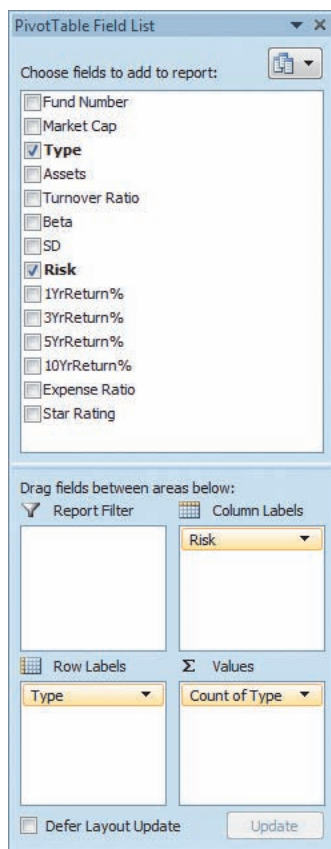 PivotTable Field List
Choose fields to add to report:
Fund Number
Market Cap
Type
Assets
Turnover Ratio
Beta
SD
Risk
1YrReturn%
3YrReturn%
5YrReturn%
10YrReturn%
Expense Ratio
Star Rating
Drag fields between areas below:
Report Filter
Column Labels
Risk
Row Labels
Σ Values
Type
Count of Type
Defer Layout Update
Update